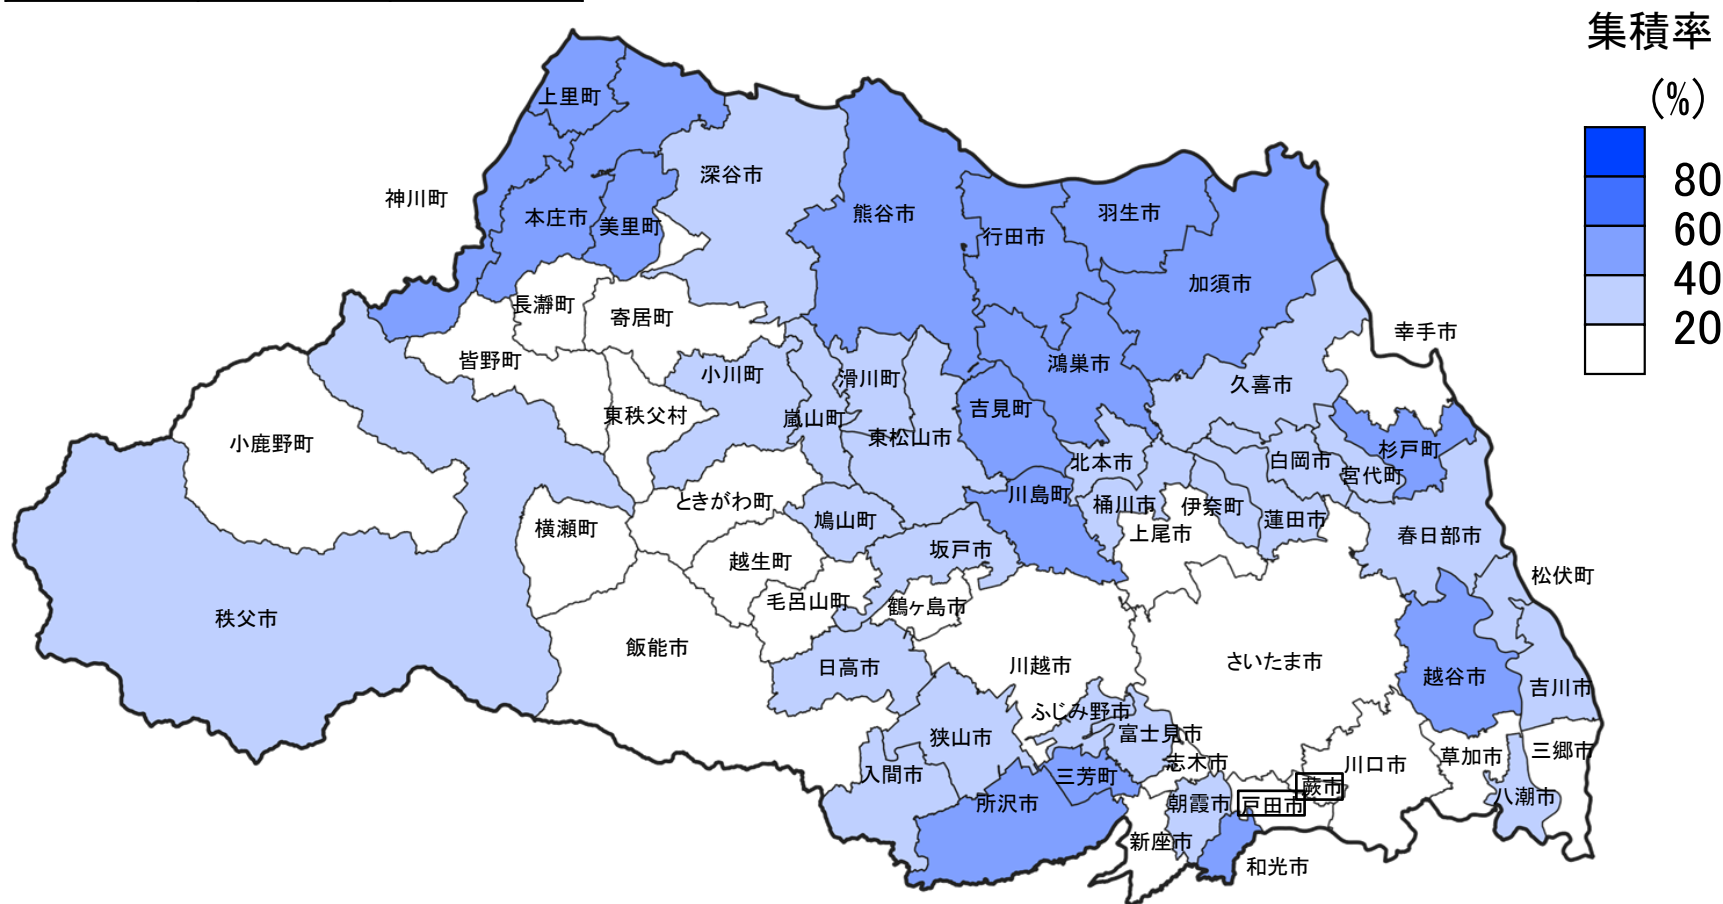 集積率
(%)
80
60
40
20
上里町
神川町
本庄市
美里町
深谷市
熊谷市
行田市
羽生市
加須市
長瀞町
寄居町
皆野町
小川町
滑川町
嵐山町
東秩父村
東松山市
吉見町
鴻巣市
久喜市
幸手市
小鹿野町
ときがわ町
鳩山町
川島町
北本市
桶川市
伊奈町
上尾市
白岡市
宮代町
杉戸町
蓮田市
春日部市
松伏町
横瀬町
越生町
毛呂山町
坂戸市
鶴ヶ島市
秩父市
飯能市
日高市
川越市
さいたま市
越谷市
吉川市
ふじみ野市
富士見市
狭山市
入間市
所沢市
三芳町
志木市
朝霞市
新座市
和光市
戸田市
蕨市
川口市
草加市
八潮市
三郷市